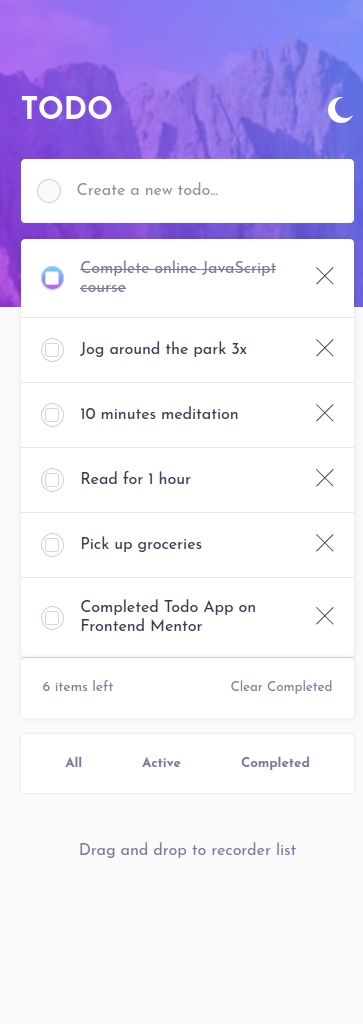 TODO
Create a new todo...
Complete online JavaScript
course
Jog around the park 3x
10 minutes meditation
Read for 1 hour
Pick up groceries
Completed Todo App on
Frontend Mentor
6 items left Clear Completed
All Active Completed
Drag and drop to recorder list